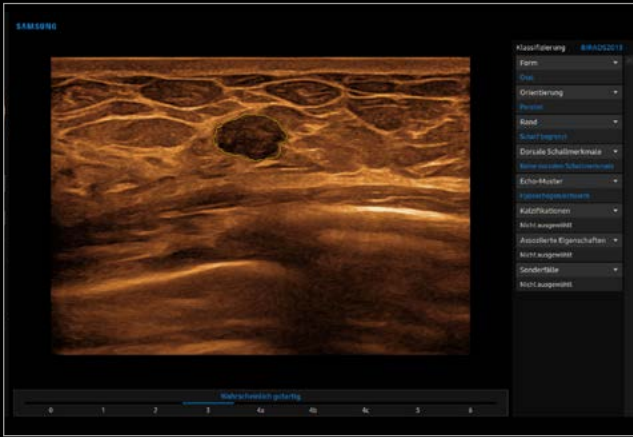 SAMSUNG
Klassifizierung BIRADS2013
Form
Oval
Orientierung
Parallel
Rand
Scharf begrenzt
Dorsale Schallmerkmale
Keine dorsalen Schallmerkmale
Echo-Muster
Kalzifikationen
Nicht ausgewählt
Assoziierte Eigenschaften
Nicht ausgewählt
Sonderfälle
Nicht ausgewählt
Wahrscheinlich gutartig
0 1 2 3 4a 4b 4c 5 6